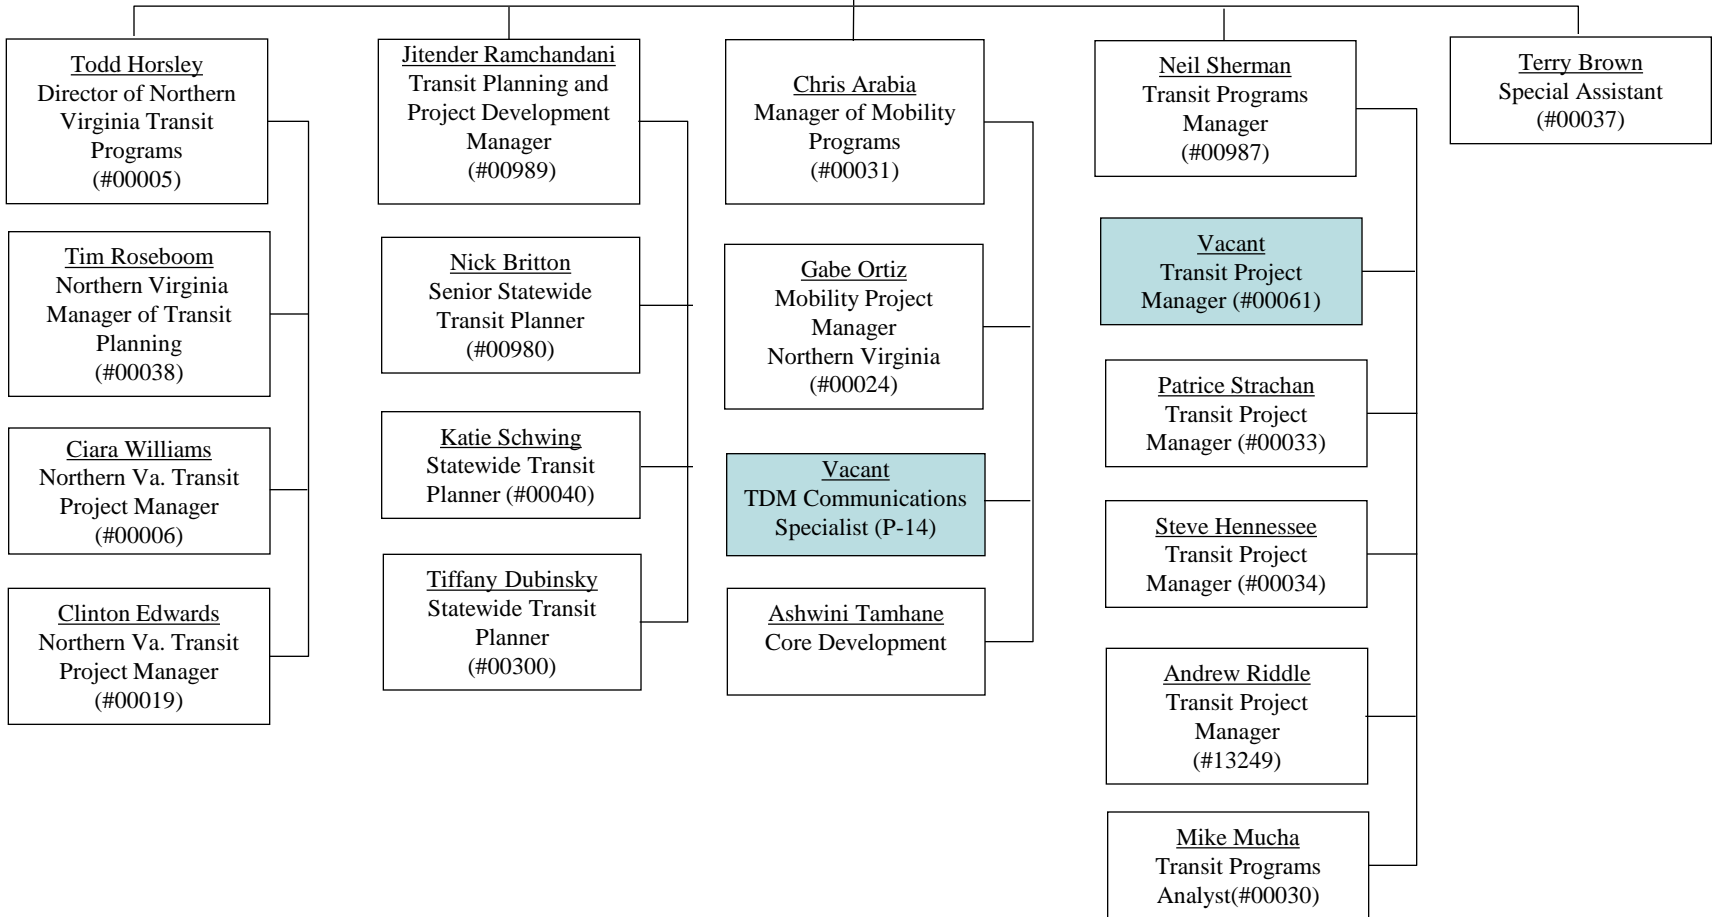 Todd Horsley
Director of Northern
Virginia Transit
Programs
(#00005)
Tim Roseboom
Northern Virginia
Manager of Transit
Planning
(#00038)
Ciara Williams
Northern Va. Transit
Project Manager
(#00006)
Clinton Edwards
Northern Va. Transit
Project Manager
(#00019)
Jitender Ramchandani
Transit Planning and
Project Development
Manager
(#00989)
Nick Britton
Senior Statewide
Transit Planner
(#00980)
Katie Schwing
Statewide Transit
Planner (#00040)
Tiffany Dubinsky
Statewide Transit
Planner
(#00300)
Chris Arabia
Manager of Mobility
Programs
(#00031)
Gabe Ortiz
Mobility Project
Manager
Northern Virginia
(#00024)
Vacant
TDM Communications
Specialist (P-14)
Ashwini Tamhane
Core Development
Neil Sherman
Transit Programs
Manager
(#00987)
Vacant
Transit Project
Manager (#00061)
Patrice Strachan
Transit Project
Manager (#00033)
Steve Hennessee
Transit Project
Manager (#00034)
Andrew Riddle
Transit Project
Manager
(#13249)
Mike Mucha
Transit Programs
Analyst(#00030)
Terry Brown
Special Assistant
(#00037)